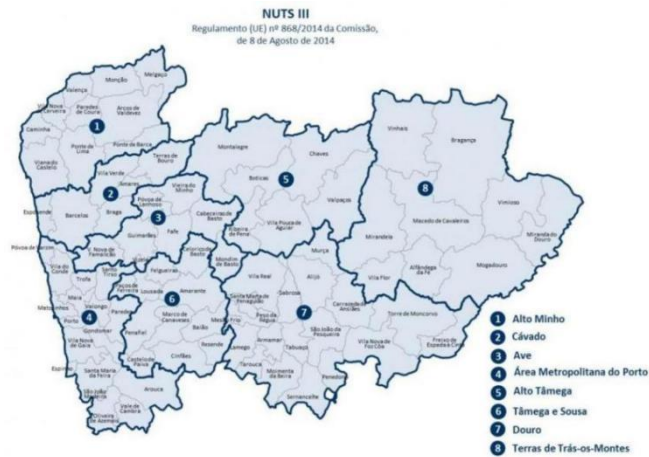 NUTS III
Regulamento (UE) nº 868/2014 da Comissão,
de 8 de Agosto de 2014
Melgaço
Monção
Valença
Vila Nova
Cerveira
Paredes
de Coura
Arcos de
Valdevez
Caminha
1
Ponte de
Lima
Ponte da Barca
Viana do
Castelo
Terras de
Bouro
Vila Verde
Amares
2
Esposende
Barcelos
Braga
Vieira do
Minho
Póvoa de
Lanhoso
3
Cabeceiras de
Basto
Guimarães
Fafe
V. Nova de
Famalicão
Celorico de
Basto
Mondim
de Basto
Montalegre
Chaves
Boticas
5
Valpaços
Vila Pouca de
Aguiar
Ribeira
de Pena
Vinhais
Bragança
8
Vimioso
Macedo de Cavaleiros
Miranda do
Douro
Mirandela
Mogadouro
Alfândega
da Fé
Vila Flor
Póvoa de Varzim
Vila do
Conde
Santo
Tirso
Trofa
Maia
Matosinhos
Valongo
Porto
4
Paredes
Gondomar
Vila Nova
de Gaia
Espinho
Santa Maria
da Feira
Arouca
São João
Madeira
Vale de
Cambra
Oliveira
de Azeméis
Felgueiras
Paços de
Ferreira
Lousada
Amarante
6
Marco de
Canaveses
Penafiel
Baião
Resende
Cinfães
Castelo de
Paiva
Murça
Vila Real
Alijó
Santa Marta de
Penaguião
Sabrosa
Carrazeda de
Ansiães
Peso da
Régua
7
Mesão Frio
São João da
Pesqueira
Armamar
Lamego
Tabuaço
Tarouca
Moimenta
da Beira
Penedono
Sernancelhe
Torre de Moncorvo
Vila Nova de
Foz Côa
Freixo de
Espada à Cinta
1 Alto Minho
2 Cávado
3 Ave
4 Área Metropolitana do Porto
5 Alto Tâmega
6 Tâmega e Sousa
7 Douro
8 Terras de Trás-os-Montes